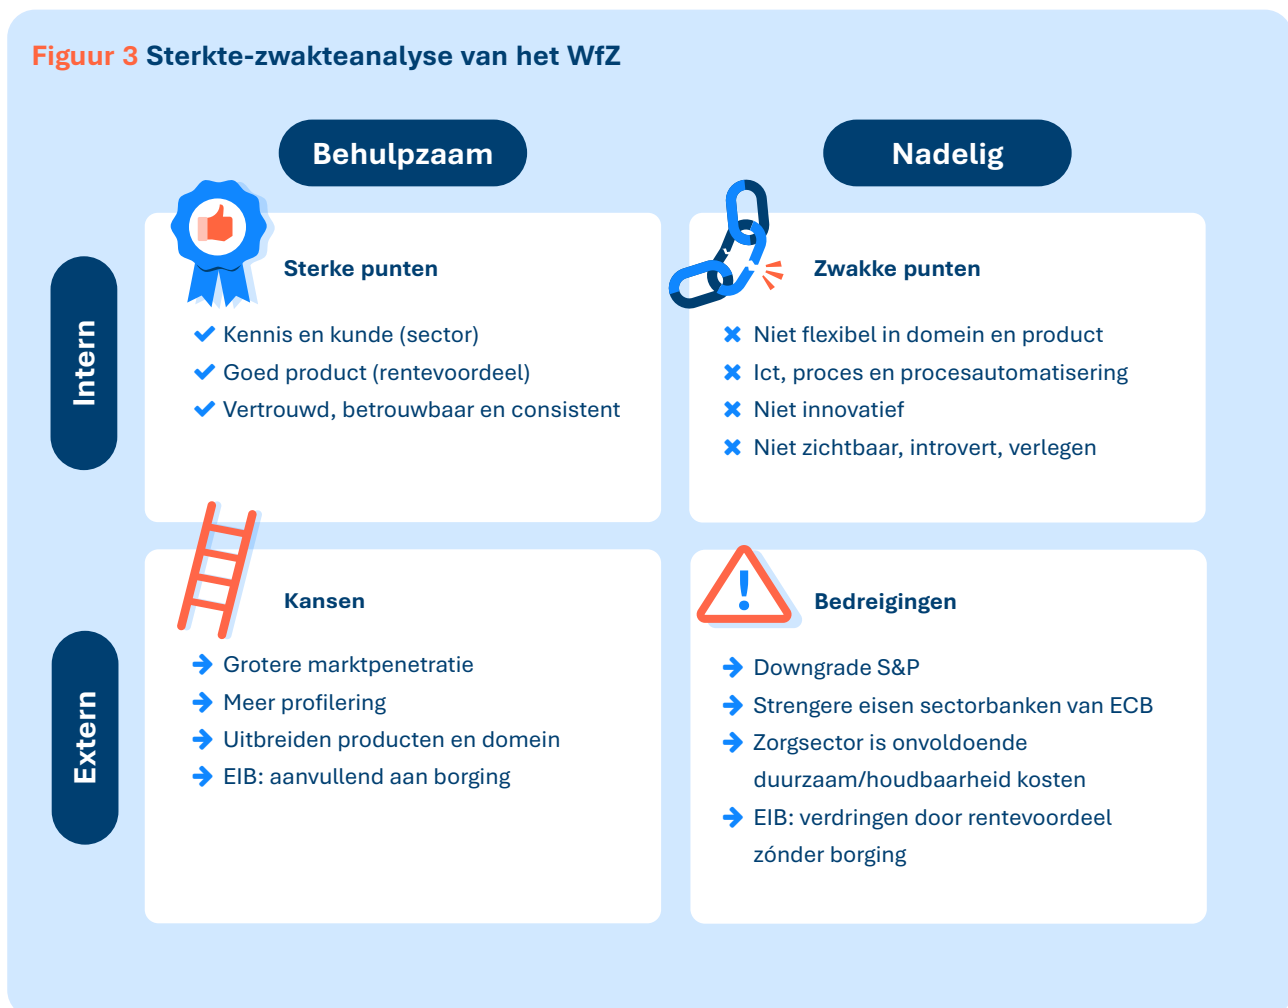 Figuur 3 Sterkte-zwakteanalyse van het WfZ
Behulpzaam
Nadelig
Intern
Sterke punten
Kennis en kunde (sector)
Goed product (rentevoordeel)
Vertrouwd, betrouwbaar en consistent
Zwakke punten
Niet flexibel in domein en product
Ict, proces en procesautomatisering
Niet innovatief
Niet zichtbaar, introvert, verlegen
Extern
Kansen
Grotere marktpenetratie
Meer profilering
Uitbreiden producten en domein
EIB: aanvullend aan borging
Bedreigingen
Downgrade S&P
Strengere eisen sectorbanken van ECB
Zorgsector is onvoldoende
duurzaam/houdbaarheid kosten
EIB: verdringen door rentevoordeel
zónder borging